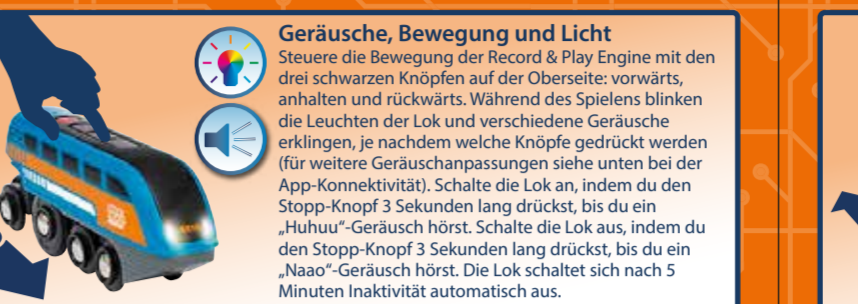 Geräusche, Bewegung und Licht
Steuere die Bewegung der Record & Play Engine mit den
drei schwarzen Knöpfen auf der Oberseite: vorwärts,
anhalten und rückwärts. Während des Spielens blinken
die Leuchten der Lok und verschiedene Geräusche
erklingen, je nachdem welche Knöpfe gedrückt werden
(für weitere Geräuschanpassungen siehe unten bei der
App-Konnektivität). Schalte die Lok an, indem du den
Stopp-Knopf 3 Sekunden lang drückst, bis du ein
„Huhuu“-Geräusch hörst. Schalte die Lok aus, indem du
den Stopp-Knopf 3 Sekunden lang drückst, bis du ein
„Naao“-Geräusch hörst. Die Lok schaltet sich nach 5
Minuten Inaktivität automatisch aus.